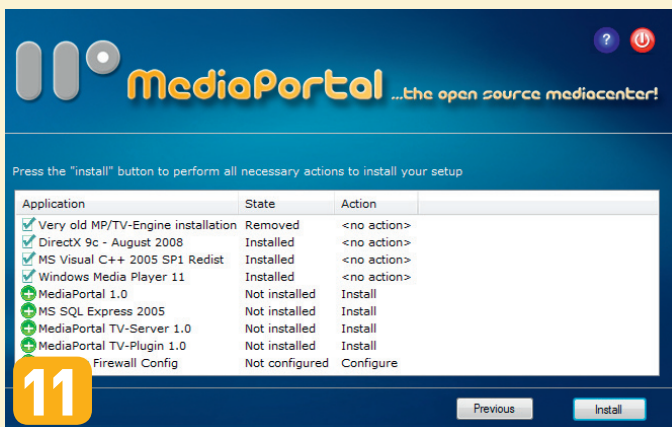 ?
MediaPortal ...the open source mediacenter!
Press the "install" button to perform all necessary actions to install your setup
Application State Action
Very old MP/TV-Engine installation Removed <no action>
DirectX 9c - August 2008 Installed <no action>
MS Visual C++ 2005 SP1 Redist Installed <no action>
Windows Media Player 11 Installed <no action>
MediaPortal 1.0 Not installed Install
MS SQL Express 2005 Not installed Install
MediaPortal TV-Server 1.0 Not installed Install
MediaPortal TV-Plugin 1.0 Not installed Install
Firewall Config Not configured Configure
11
Previous Install